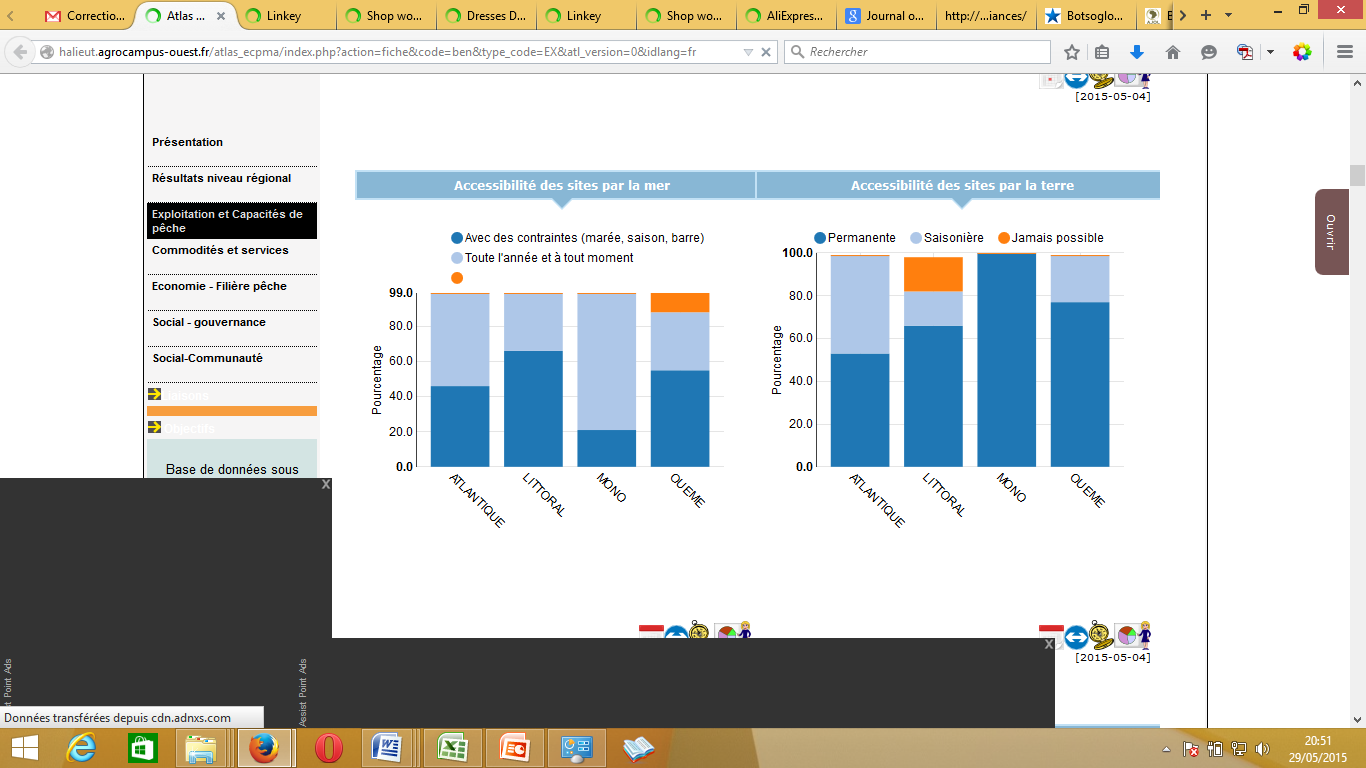 Correctio...
Atlas ...
Linkey
Shop wo...
Dresses D...
Linkey
Shop wo...
AliExpres...
Journal o...
http://...iances/
Botsoglo...
halieut.agrocampus-ouest.fr/atlas_ecpma/index.php?action=fiche&code=ben&type_code=EX&atl_version=0&idlang=fr
Rechercher
[2015-05-04]
Présentation
Résultats niveau régional
Exploitation et Capacités de
pêche
Commodités et services
Economie - Filière pêche
Social - gouvernance
Social-Communauté
Objectifs
Base de données sous
Accessibilité des sites par la mer
Avec des contraintes (marée, saison, barre)
Toute l'année et à tout moment
99.0
80.0
60.0
40.0
20.0
0.0
Pourcentage
ATLANTIQUE
LITTORAL
MONO
OUEME
Accessibilité des sites par la terre
Permanente
Saisonière
Jamais possible
100.0
80.0
60.0
40.0
20.0
0.0
Pourcentage
ATLANTIQUE
LITTORAL
MONO
OUEME
Ouvrir
[2015-05-04]
x
x
st Point Ads
Assist Point Ads
Données transférées depuis cdn.adnxs.com
20:51
29/05/2015